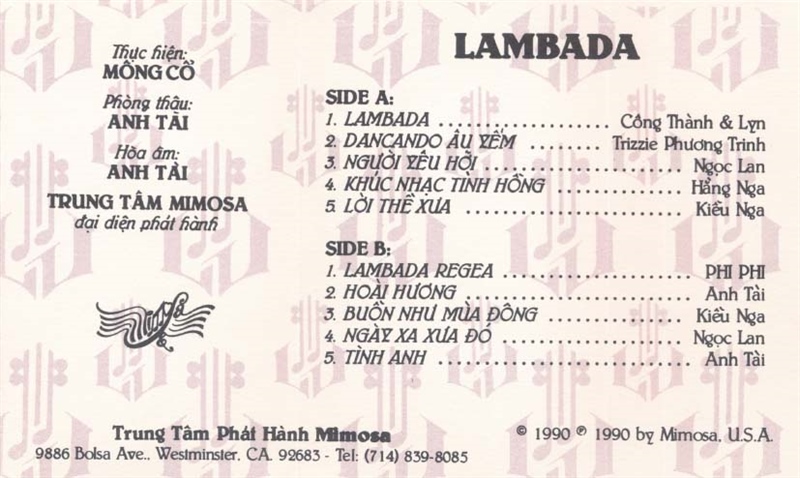 Thực hiện:
MÔNG CỔ
Phòng thâu:
ANH TÀI
Hòa âm:
ANH TÀI
TRUNG TÂM MIMOSA
đại diện phát hành
LAMBADA
SIDE A:
1. LAMBADA .................... Công Thành & Lyn
2. DANCANDO ÂU YẾM ............ Trizzie Phương Trinh
3. NGƯỜI YÊU HỠI .................... Ngọc Lan
4. KHÚC NHẠC TÌNH HỒNG ............ Hằng Nga
5. LỜI THỀ XƯA .................... Kiều Nga
SIDE B:
1. LAMBADA REGEA .................... PHI PHI
2. HOÀI HƯƠNG .................... Anh Tài
3. BUỒN NHƯ MÙA ĐÔNG ............ Kiều Nga
4. NGÀY XA XƯA ĐÓ .................... Ngọc Lan
5. TÌNH ANH .................... Anh Tài
Trung Tâm Phát Hành Mimosa
9886 Bolsa Ave., Westminster, CA. 92683 - Tel: (714) 839-8085
© 1990 ℗ 1990 by Mimosa, U.S.A.